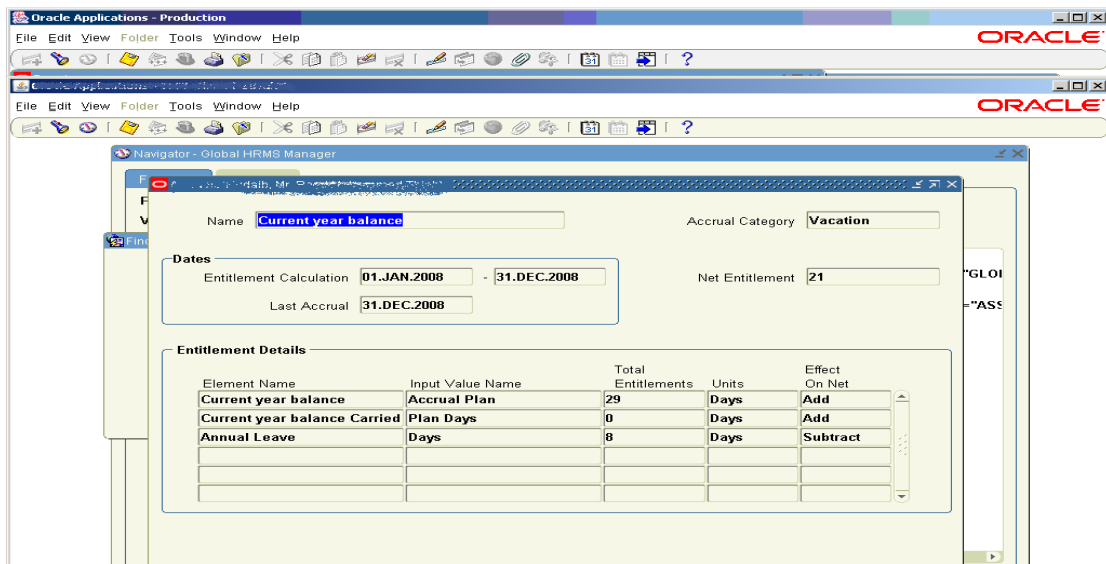 Oracle Applications - Production
File Edit View Folder Tools Window Help
ORACLE
Oracle Applications
File Edit View Folder Tools Window Help
ORACLE
Navigator - Global HRMS Manager
F
Mr.
F
V
Name Current year balance Accrual Category Vacation
Find
Dates
Entitlement Calculation 01.JAN.2008 - 31.DEC.2008 Net Entitlement 21
"GLOI
Last Accrual 31.DEC.2008
="ASS
Entitlement Details
Total Effect
Element Name Input Value Name Entitlements Units On Net
Current year balance Accrual Plan 29 Days Add
Current year balance Carried Plan Days 0 Days Add
Annual Leave Days 8 Days Subtract